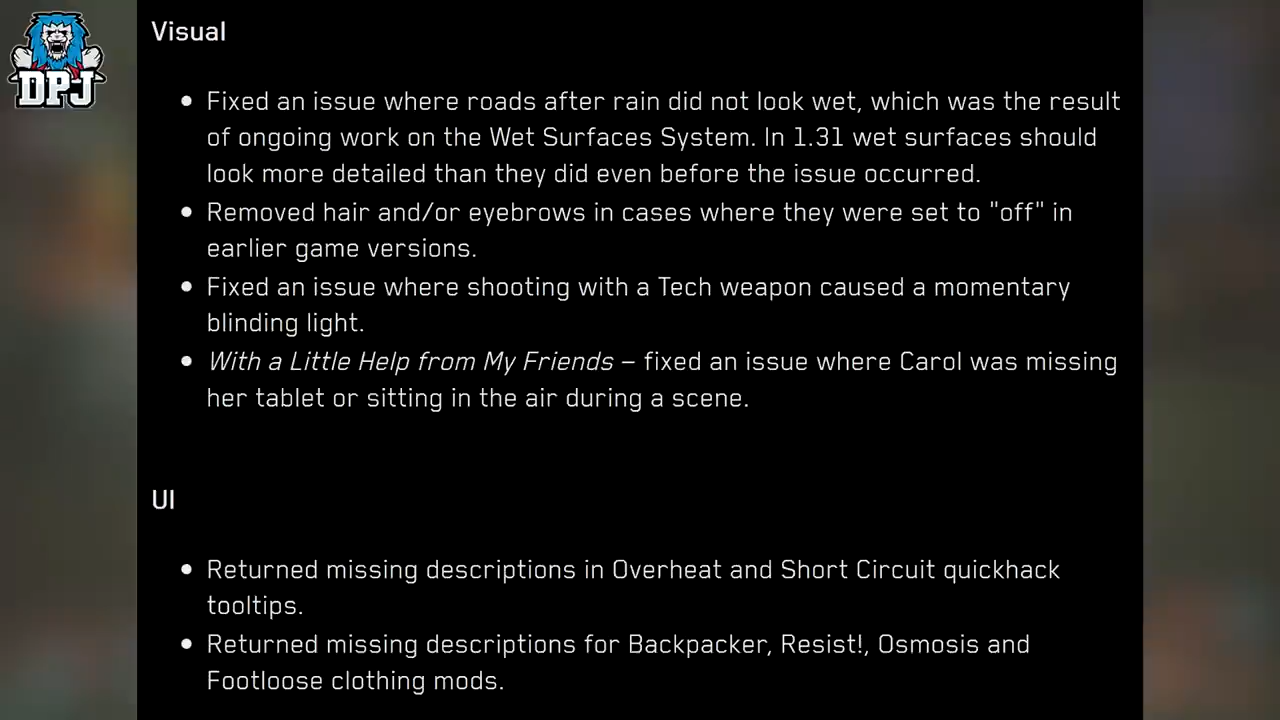 DPJ
Visual
• Fixed an issue where roads after rain did not look wet, which was the result
of ongoing work on the Wet Surfaces System. In 1.31 wet surfaces should
look more detailed than they did even before the issue occurred.
• Removed hair and/or eyebrows in cases where they were set to "off" in
earlier game versions.
• Fixed an issue where shooting with a Tech weapon caused a momentary
blinding light.
• With a Little Help from My Friends – fixed an issue where Carol was missing
her tablet or sitting in the air during a scene.
UI
• Returned missing descriptions in Overheat and Short Circuit quickhack
tooltips.
• Returned missing descriptions for Backpacker, Resist!, Osmosis and
Footloose clothing mods.